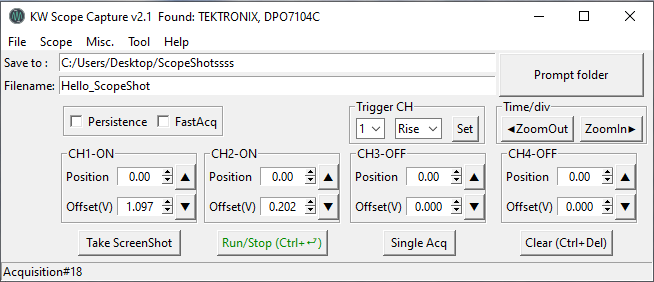 KW Scope Capture v2.1 Found: TEKTRONIX, DPO7104C
File Scope Misc. Tool Help
Save to : C:/Users/Desktop/ScopeShotssss
Prompt folder
Filename: Hello_ScopeShot
Trigger CH Time/div
Persistence FastAcq 1 Rise Set ◄ZoomOut ZoomIn►
CH1-ON CH2-ON CH3-OFF CH4-OFF
Position 0.00 ▲ Position 0.00 ▲ Position 0.00 ▲ Position 0.00 ▲
Offset(V) 1.097 ▼ Offset(V) 0.202 ▼ Offset(V) 0.000 ▼ Offset(V) 0.000 ▼
Take ScreenShot Run/Stop (Ctrl+⏎) Single Acq Clear (Ctrl+Del)
Acquisition#18